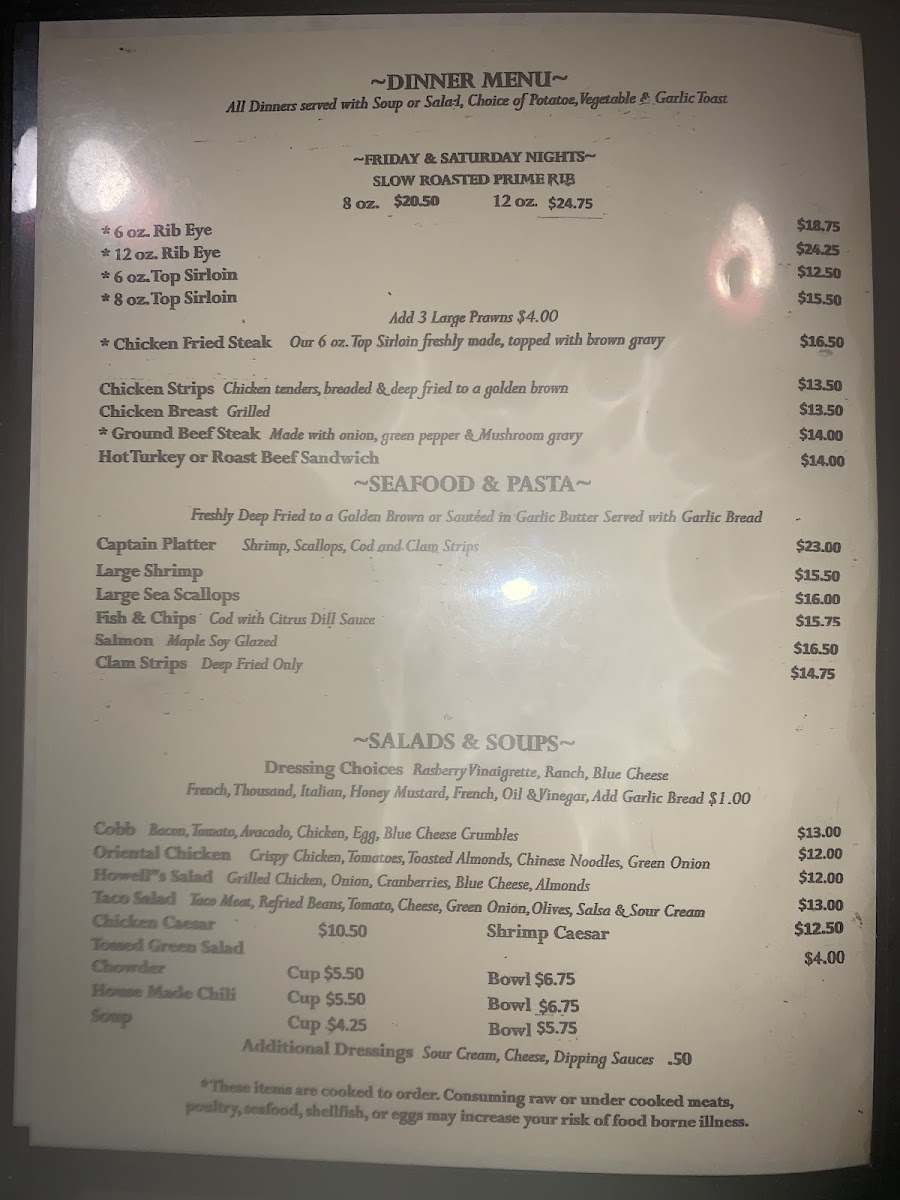 ~DINNER MENU~
All Dinners served with Soup or Salad, Choice of Potatoe, Vegetable & Garlic Toast
~FRIDAY & SATURDAY NIGHTS~
SLOW ROASTED PRIME RIB
8 oz. $20.50 12 oz. $24.75
* 6 oz. Rib Eye $18.75
* 12 oz. Rib Eye $24.25
* 6 oz. Top Sirloin $12.50
* 8 oz. Top Sirloin $15.50
Add 3 Large Prawns $4.00
* Chicken Fried Steak Our 6 oz. Top Sirloin freshly made, topped with brown gravy $16.50
Chicken Strips Chicken tenders, breaded & deep fried to a golden brown $13.50
Chicken Breast Grilled $13.50
* Ground Beef Steak Made with onion, green pepper & Mushroom gravy $14.00
Hot Turkey or Roast Beef Sandwich $14.00
~SEAFOOD & PASTA~
Freshly Deep Fried to a Golden Brown or Sautéed in Garlic Butter Served with Garlic Bread
Captain Platter Shrimp, Scallops, Cod and Clam Strips $23.00
Large Shrimp $15.50
Large Sea Scallops $16.00
Fish & Chips Cod with Citrus Dill Sauce $15.75
Salmon Maple Soy Glazed $16.50
Clam Strips Deep Fried Only $14.75
~SALADS & SOUPS~
Dressing Choices Rasberry Vinaigrette, Ranch, Blue Cheese
French, Thousand, Italian, Honey Mustard, French, Oil & Vinegar, Add Garlic Bread $1.00
Cobb Bacon, Tomato, Avacado, Chicken, Egg, Blue Cheese Crumbles $13.00
Oriental Chicken Crispy Chicken, Tomatoes, Toasted Almonds, Chinese Noodles, Green Onion $12.00
Howell"s Salad Grilled Chicken, Onion, Cranberries, Blue Cheese, Almonds $12.00
Taco Salad Taco Meat, Refried Beans, Tomato, Cheese, Green Onion, Olives, Salsa & Sour Cream $13.00
Chicken Caesar $10.50 Shrimp Caesar $12.50
Tossed Green Salad $4.00
Chowder Cup $5.50 Bowl $6.75
House Made Chili Cup $5.50 Bowl $6.75
Soup Cup $4.25 Bowl $5.75
Additional Dressings Sour Cream, Cheese, Dipping Sauces .50
*These items are cooked to order. Consuming raw or under cooked meats,
poultry, seafood, shellfish, or eggs may increase your risk of food borne illness.